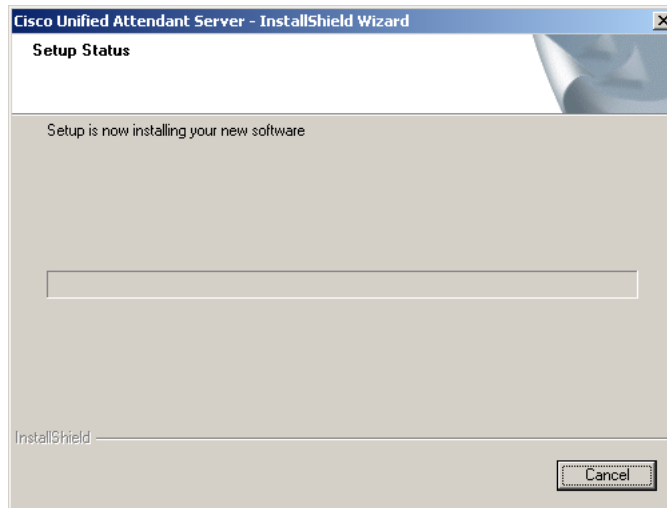 Cisco Unified Attendant Server - InstallShield Wizard
Setup Status
Setup is now installing your new software
InstallShield
Cancel